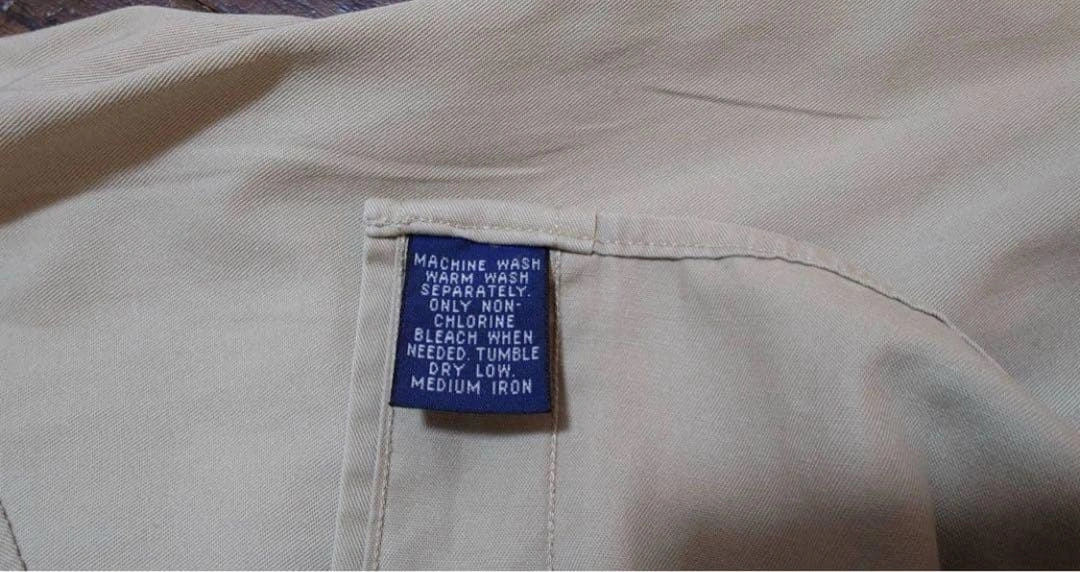 MACHINE WASH
WARM WASH
SEPARATELY.
ONLY NON-
CHLORINE
BLEACH WHEN
NEEDED. TUMBLE
DRY LOW.
MEDIUM IRON